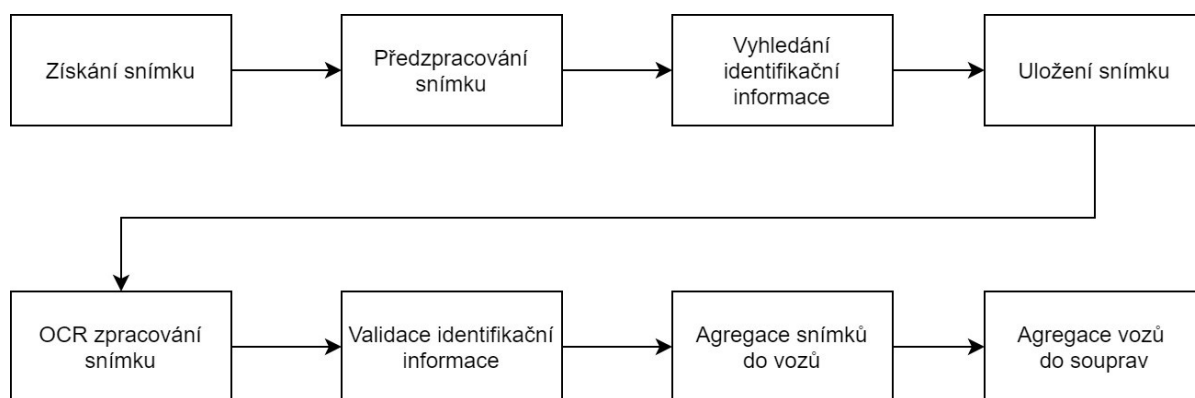 Získání snímku
Předzpracování
snímku
Vyhledání
identifikační
informace
Uložení snímku
OCR zpracování
snímku
Validace identifikační
informace
Agregace snímků
do vozů
Agregace vozů
do souprav